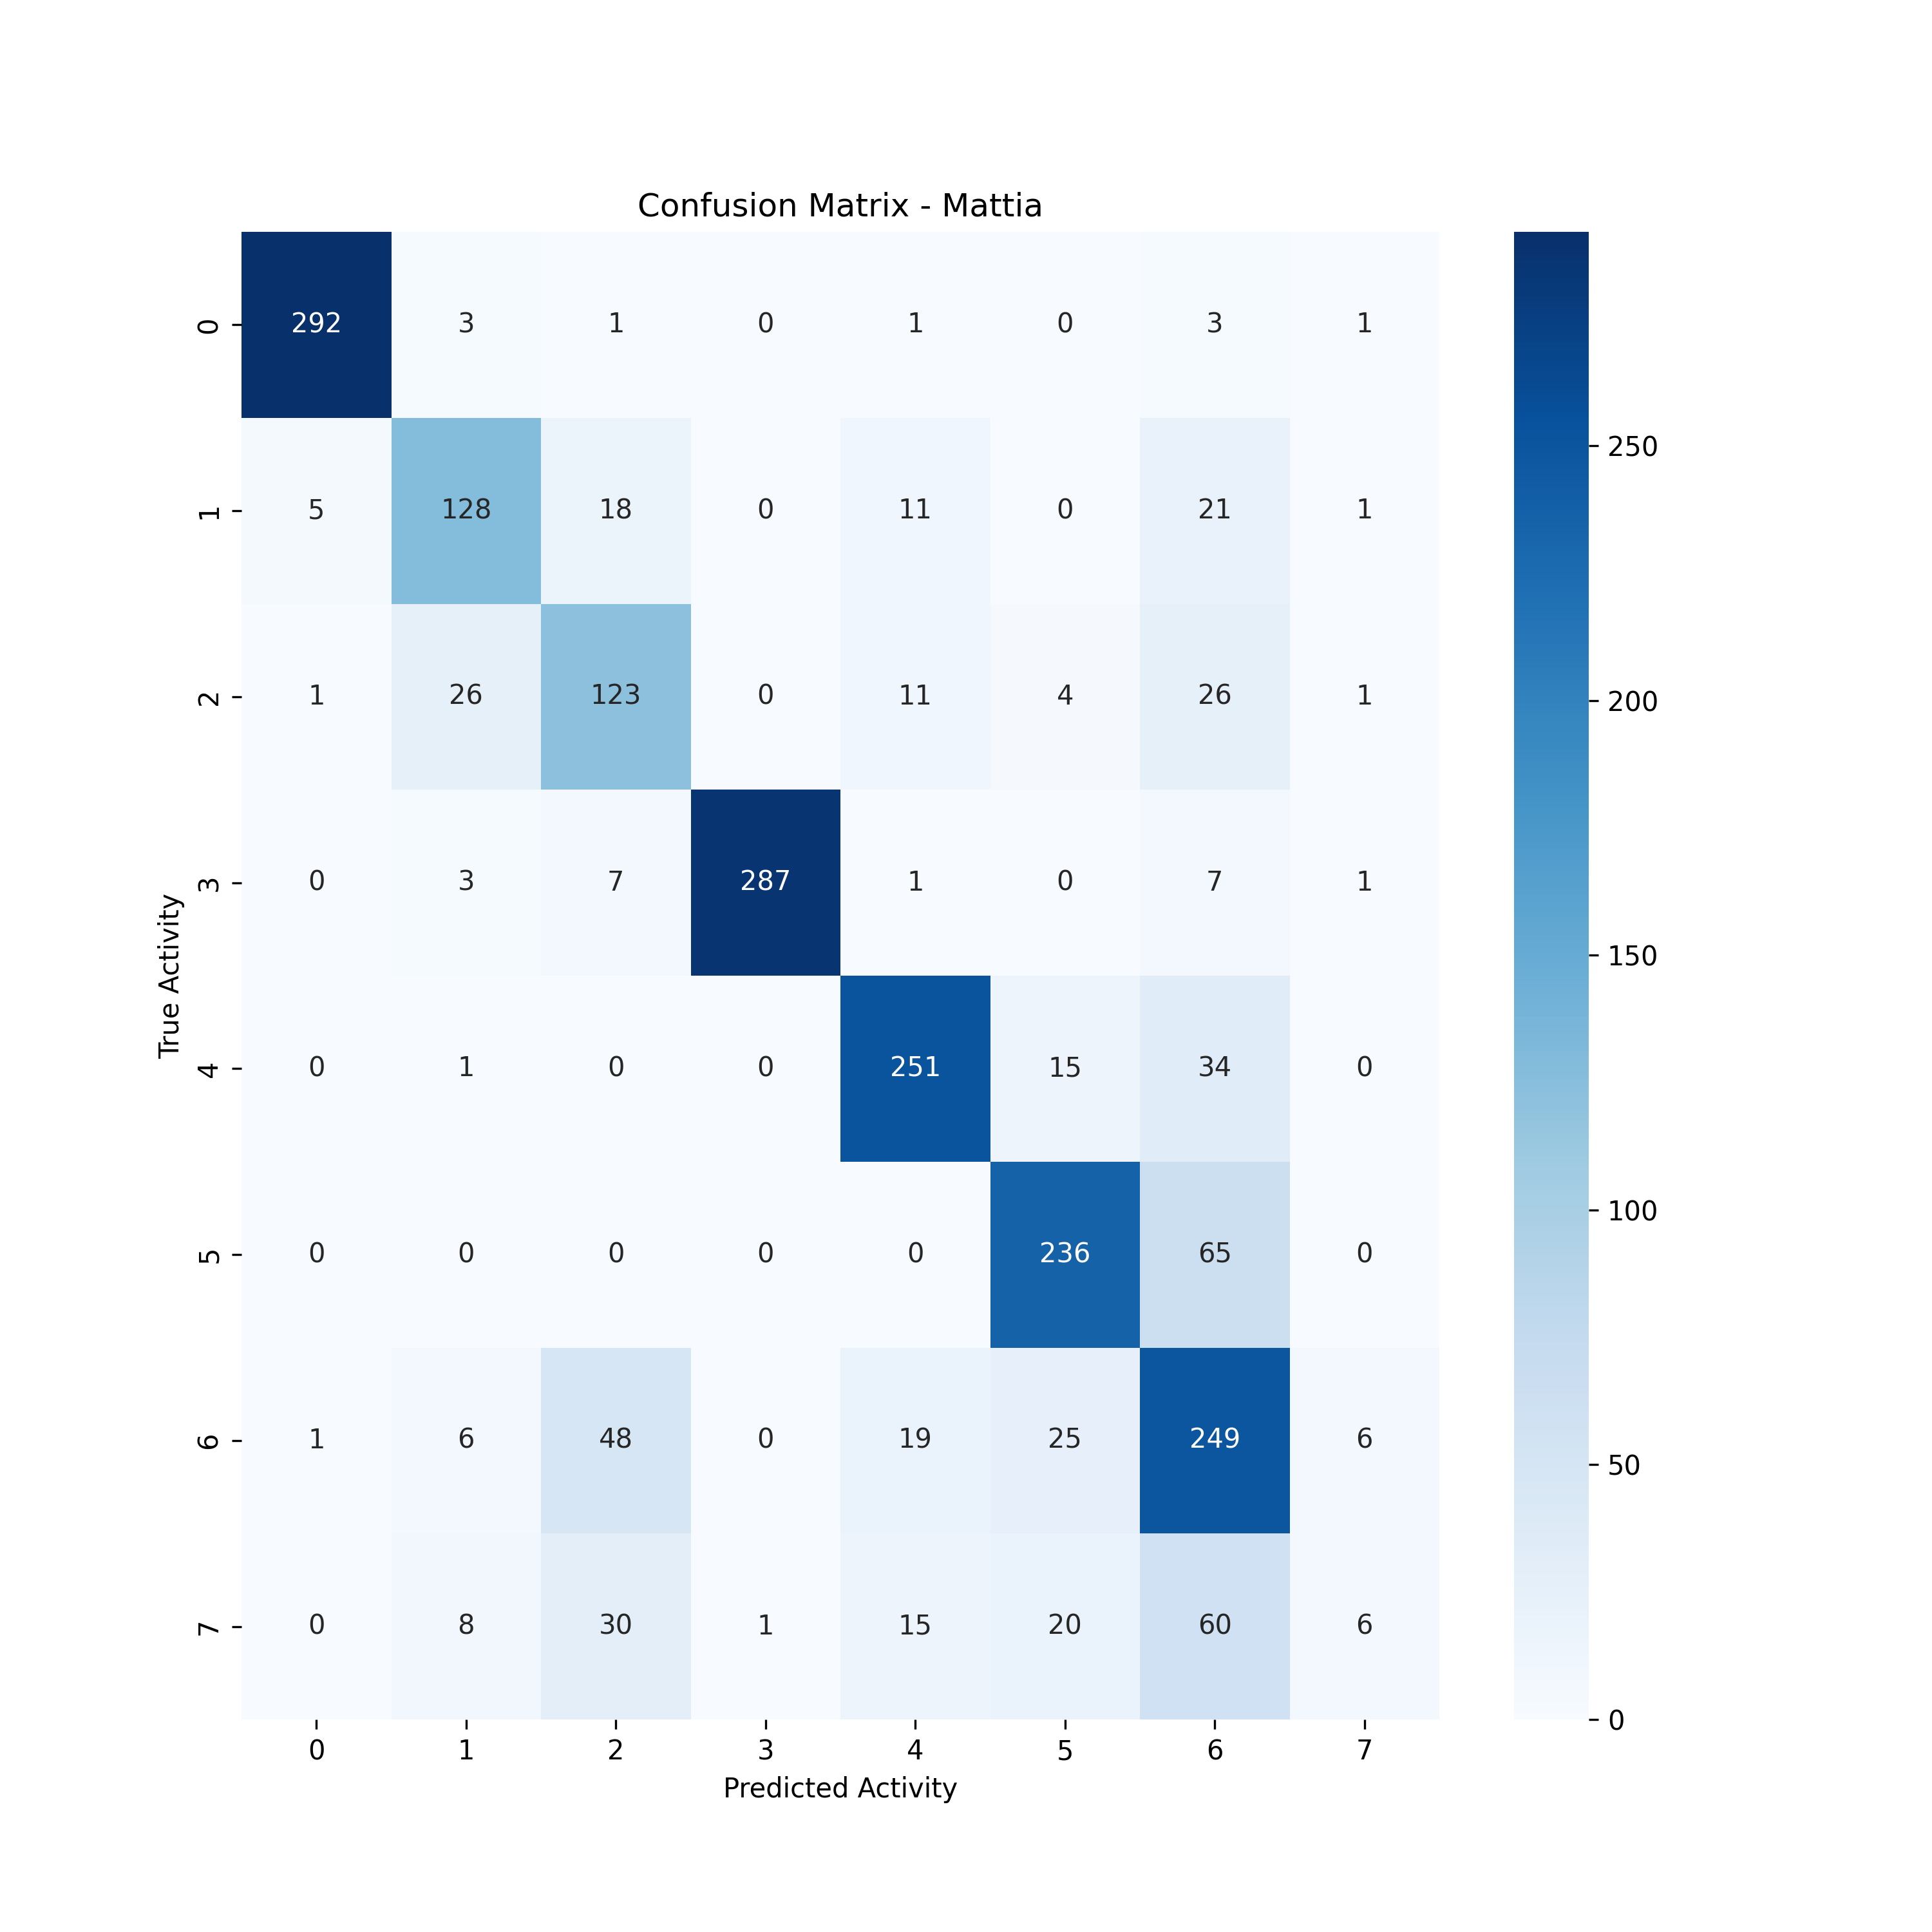 Confusion Matrix - Mattia
0 292 3 1 0 1 0 3 1
250
1 5 128 18 0 11 0 21 1
2 1 26 123 0 11 4 26 1
200
3 0 3 7 287 1 0 7 1
150
True Activity
4 0 1 0 0 251 15 34 0
100
5 0 0 0 0 0 236 65 0
6 1 6 48 0 19 25 249 6
50
7 0 8 30 1 15 20 60 6
0
0 1 2 3 4 5 6 7
Predicted Activity